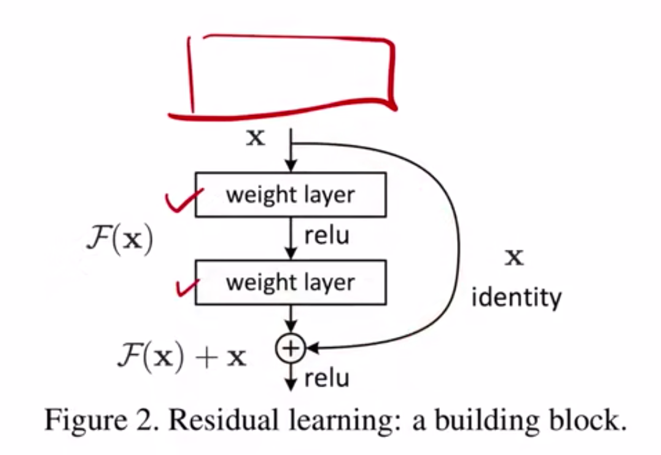 x
weight layer
relu
F(x)
weight layer
x
identity
F(x) + x
+
relu
Figure 2. Residual learning: a building block.